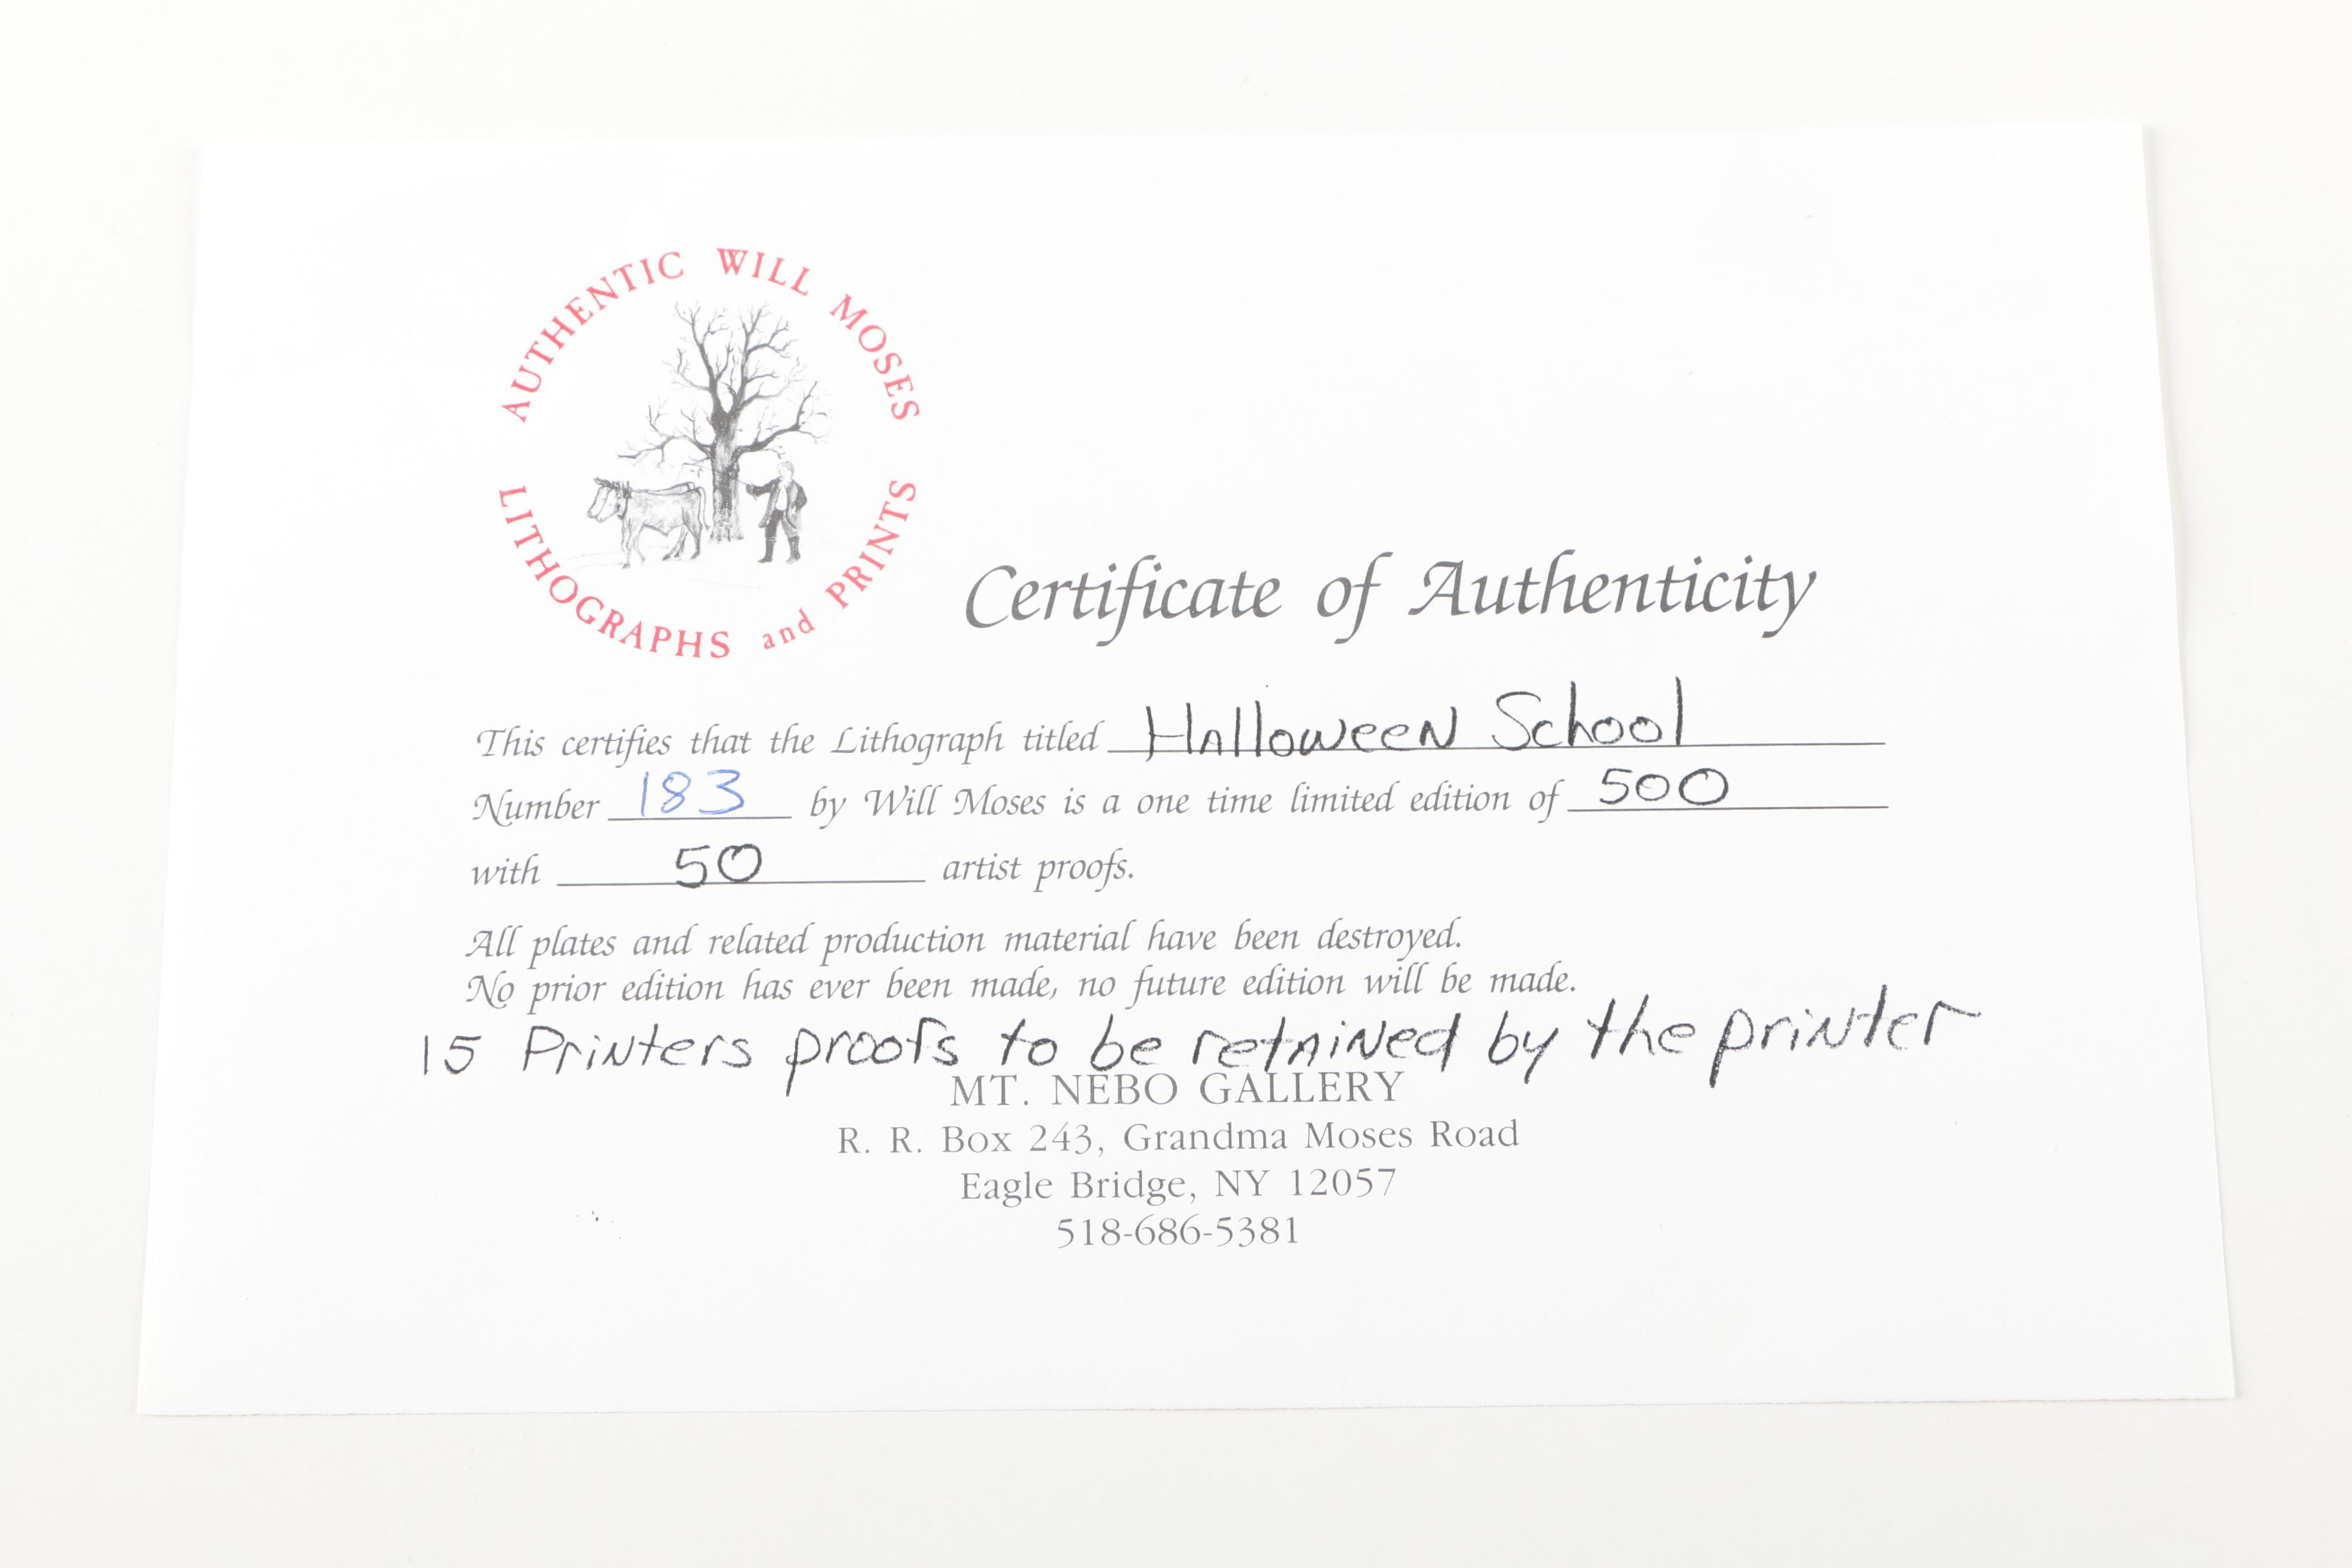 AUTHENTIC WILL MOSES
LITHOGRAPHS and PRINTS
Certificate of Authenticity
This certifies that the Lithograph titled Halloween School
Number 183 by Will Moses is a one time limited edition of 500
with 50 artist proofs.
All plates and related production material have been destroyed.
No prior edition has ever been made, no future edition will be made.
15 Printers proofs to be retained by the printer
MT. NEBO GALLERY
R. R. Box 243, Grandma Moses Road
Eagle Bridge, NY 12057
518-686-5381